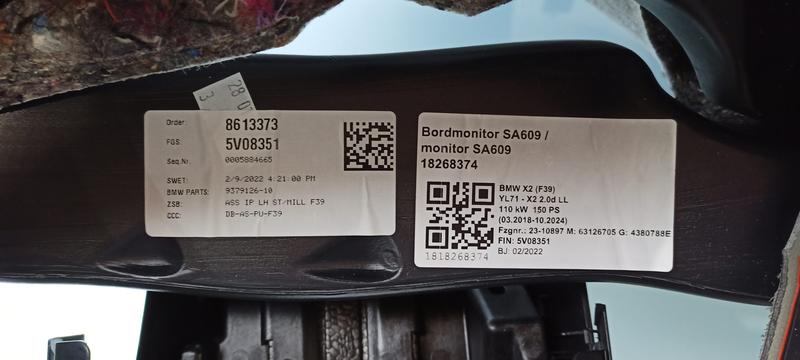 28 0
3
Order: 8613373
FGS: 5V08351
Seq.Nr. 0005884665
SWET: 2/9/2022 4:21:00 PM
BMW PARTS: 9379126-10
ZSB: ASS IP LH ST/MILL F39
CCC: DB-AS-PU-F39
Bordmonitor SA609 /
monitor SA609
18268374
BMW X2 (F39)
YL71 - X2 2.0d LL
110 kW 150 PS
(03.2018-10.2024)
Fzgnr.: 23-10897 M: 63126705 G: 4380788E
FIN: 5V08351
BJ: 02/2022
1818268374